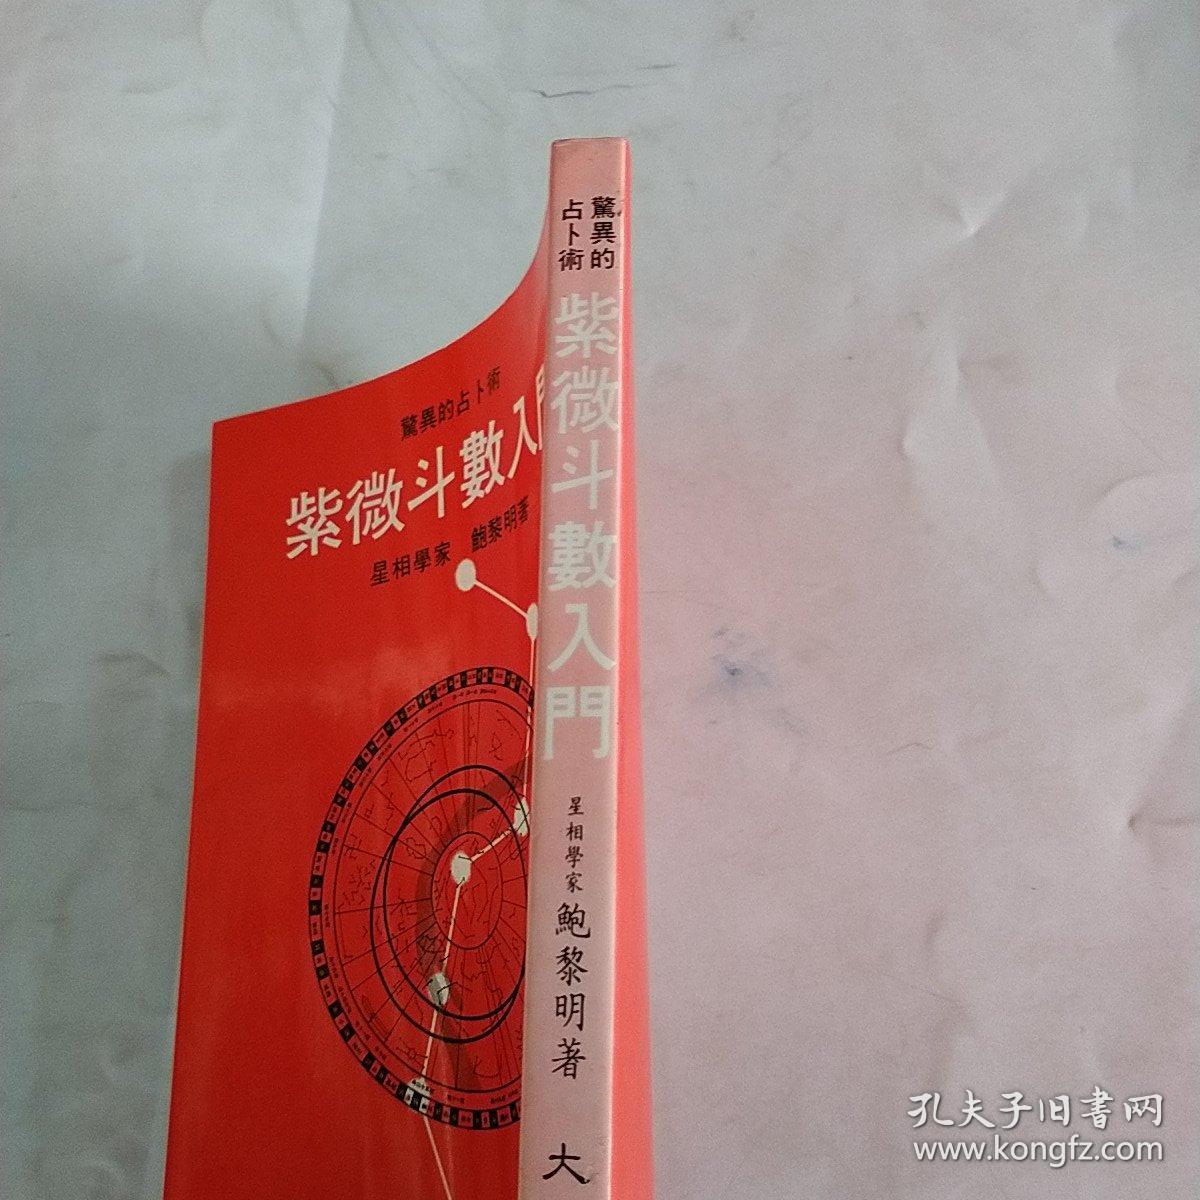 驚異的占卜術
紫微斗數入門
星相學家 鮑黎明著
驚異的
占卜術
紫微斗數入門
星相學家
鮑黎明著
大
孔夫子旧書网
www.kongfz.com